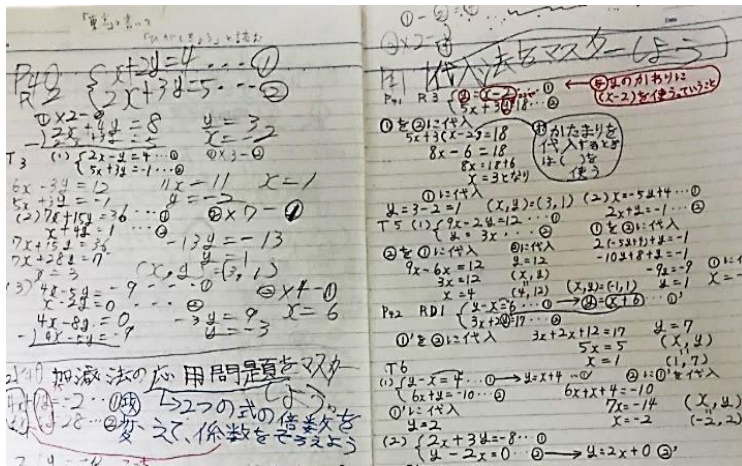 「東京」と書いて
P40
R2
{x+2y=4…①
2x+3y=5…②
①×2-②
2x+4y=8
-)2x+3y=5
y=3
x=-2
T3 (1){2x-y=4…①
5x+3y=-1…②
①×3-②
6x-3y=12
5x+3y=-1
11x=11
x=1
y=-2
(2)7x+15y=36…①
x+4y=1…②
②×7-①
7x+15y=36
7x+28y=7
-13y=-13
y=1
x=3
(x,y)=(3,1)
(3)4x-5y=-9
x-2y=0
②×4-①
4x-8y=0
-)4x-5y=-9
-3y=9
y=-3
x=6
加減法の応用問題をマスターしよう。
↳2つの式の倍数を
変えて、係数をそろえよう
代入法をマスターしよう
P41 R3
{y=x-2…①
5x+3y=18…②
←yのかわりに
(x-2)を使うということ
①を②に代入
5x+3(x-2)=18
8x-6=18
8x=18+6
x=3となり
かたまりを
代入するとき
は( )を
使う
①に代入
y=3-2=1
(x,y)=(3,1)
(2)x=-5y+4…①
2x+y=-1…②
T5 (1){9x-2y=12…①
y=3x…②
①を②に代入
2(-5y+4)+y=-1
-10y+8+y=-1
-9y=-9
y=1
(x,y)=(-1,1)
②を①に代入
9x-6x=12
3x=12
x=4
②に代入
y=12
(x,y)
(4,12)
P42 RD1
{y-x=6…①→y=x+6…①'
3x+2y=17…②
①'を②に代入
3x+2x+12=17
5x=5
x=1
y=7
(x,y)
(1,7)
T6
(1){y-x=4…①→y=x+4…①'
6x+y=-10…②
②に①'を代入
6x+x+4=-10
7x=-14
x=-2
①'に代入
y=2
(x,y)
(-2,2)
(2){2x+3y=-8…①
y-2x=0…②→y=2x+0②'